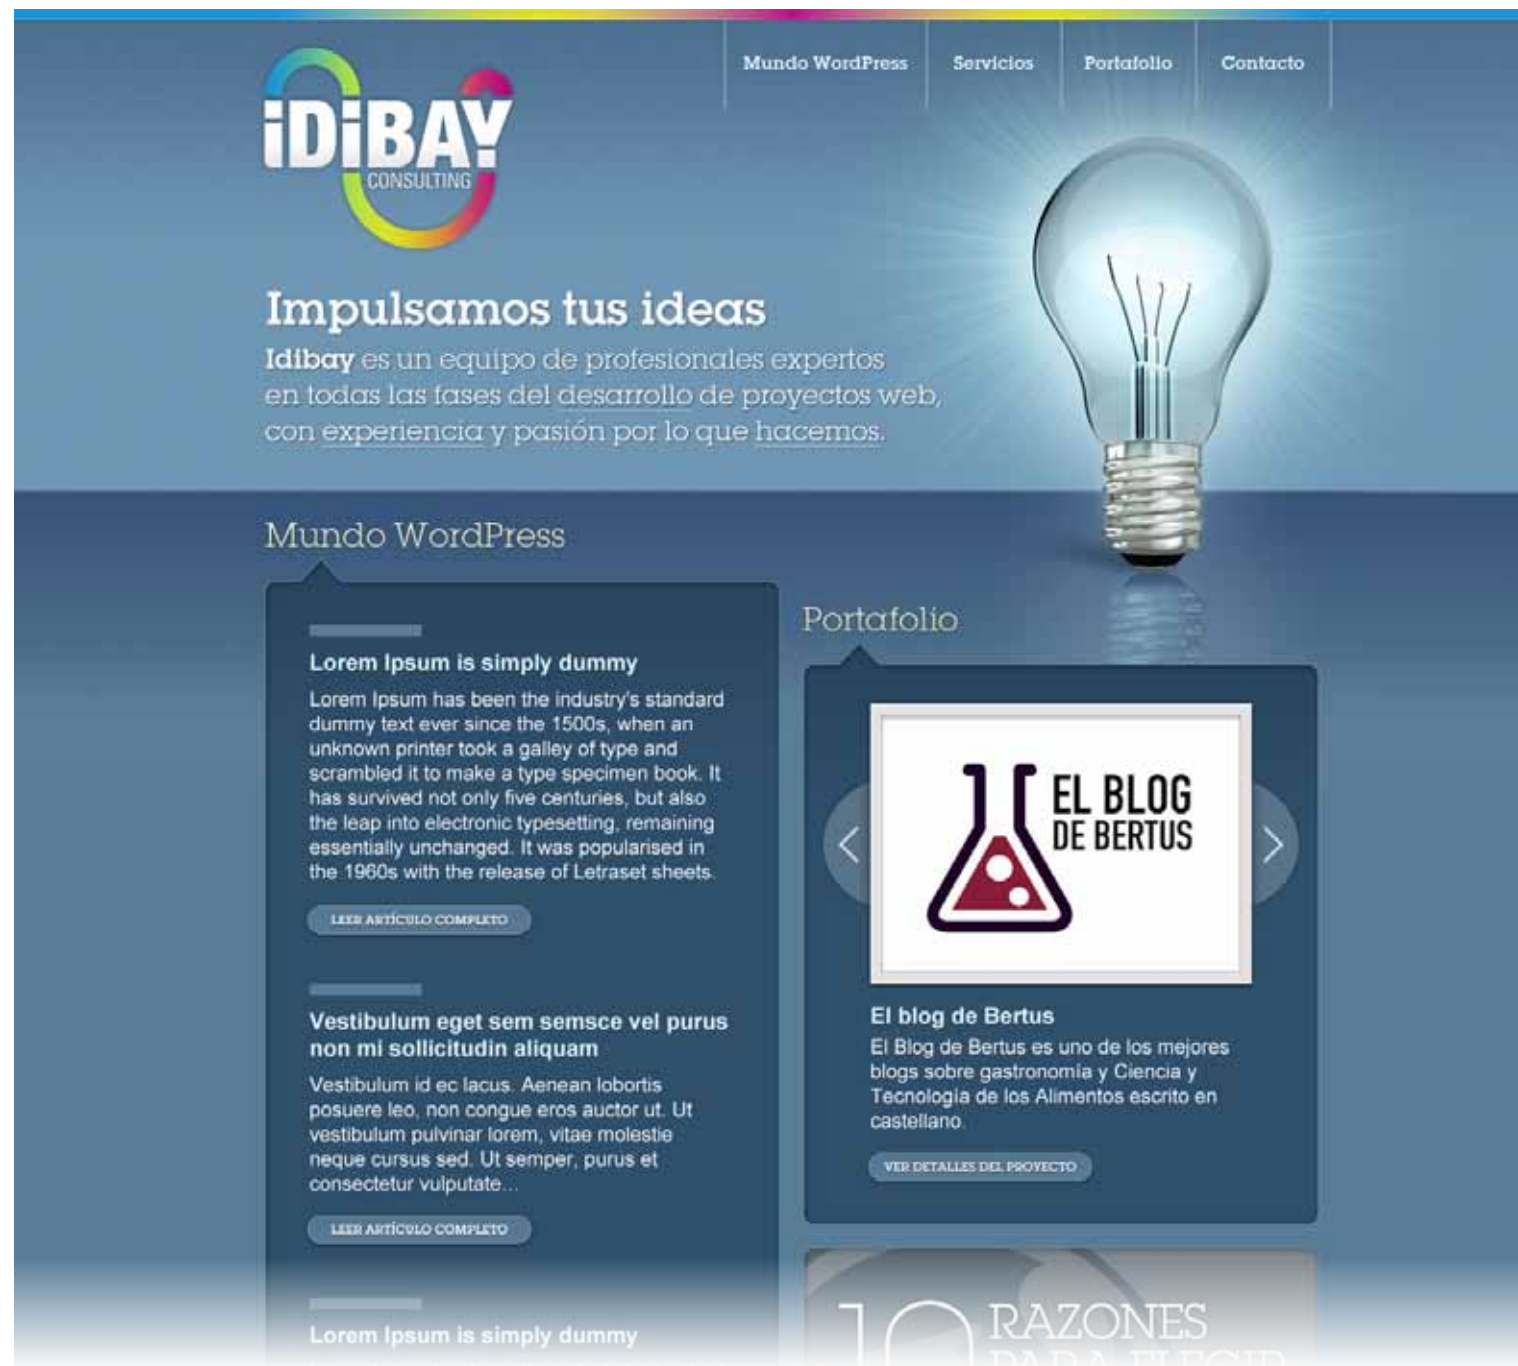 Mundo WordPress
Servicios
Portafolio
Contacto
iDiBAY
CONSULTING
Impulsamos tus ideas
Idibay es un equipo de profesionales expertos
en todas las fases del desarrollo de proyectos web,
con experiencia y pasión por lo que hacemos.
Mundo WordPress
Lorem Ipsum is simply dummy
Lorem Ipsum has been the industry's standard
dummy text ever since the 1500s, when an
unknown printer took a galley of type and
scrambled it to make a type specimen book. It
has survived not only five centuries, but also
the leap into electronic typesetting, remaining
essentially unchanged. It was popularised in
the 1960s with the release of Letraset sheets.
LEER ARTÍCULO COMPLETO
Vestibulum eget sem semsce vel purus
non mi sollicitudin aliquam
Vestibulum id ec lacus. Aenean lobortis
posuere leo, non congue eros auctor ut. Ut
vestibulum pulvinar lorem, vitae molestie
neque cursus sed. Ut semper, purus et
consectetur vulputate...
LEER ARTÍCULO COMPLETO
Lorem Ipsum is simply dummy
Portafolio
EL BLOG
DE BERTUS
El blog de Bertus
El Blog de Bertus es uno de los mejores
blogs sobre gastronomía y Ciencia y
Tecnología de los Alimentos escrito en
castellano.
VER DETALLES DEL PROYECTO
10 RAZONES
PARA ELEGIR